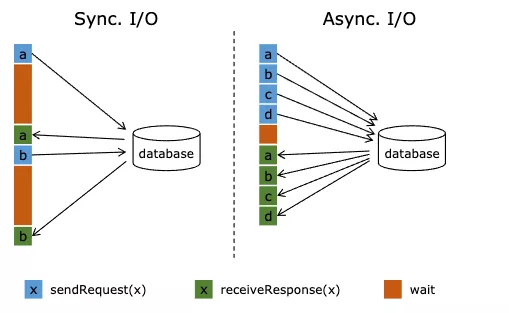 Sync. I/O
a
a
b
b
database
Async. I/O
a
b
c
d
a
b
c
d
database
x sendRequest(x)
x receiveResponse(x)
wait